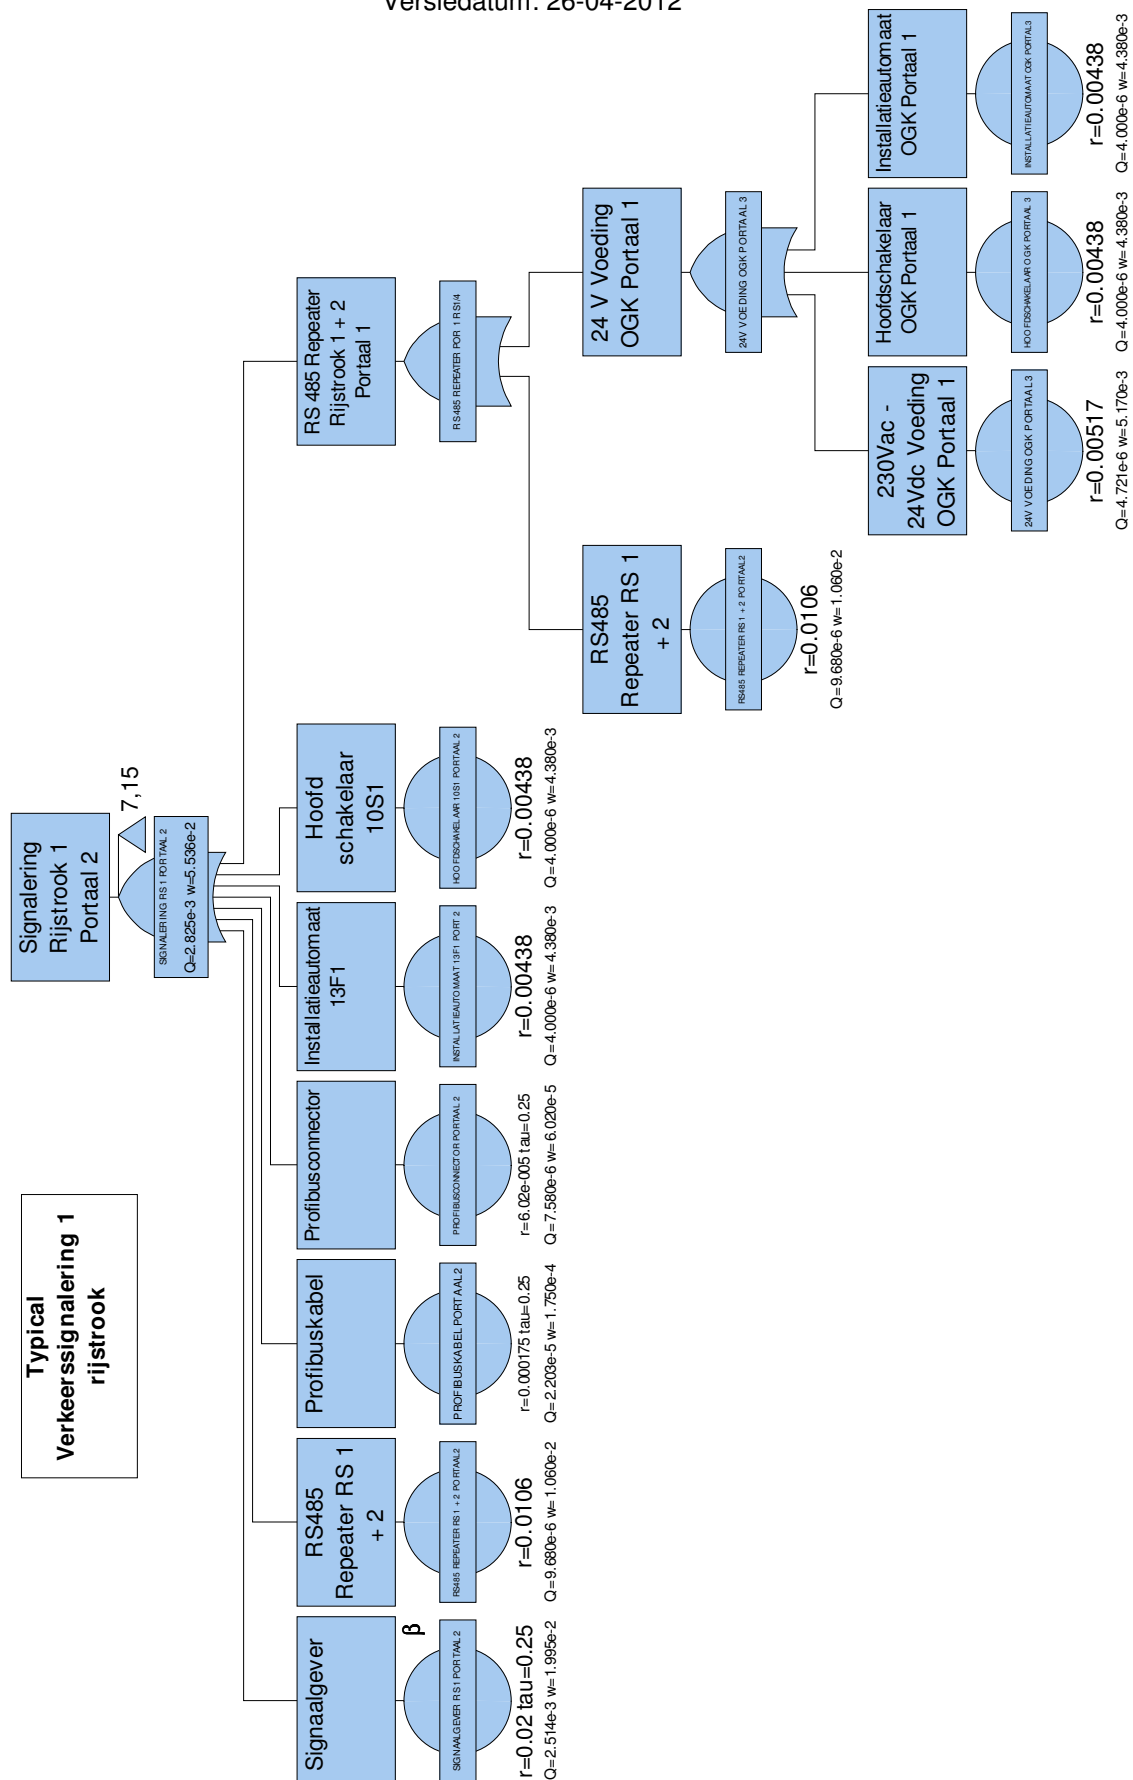 Versiedatum: 26-04-2012
Typical
Verkeerssignalering 1
rijstrook
Signalering
Rijstrook 1
Portaal 2
7,15
SIGNALERING RS 1 PORTAAL 2
Q=2.825e-3 w=5.536e-2
Signaalgever
β
SIGNAALGEVER RS1 PORTAAL 2
r=0.02 tau=0.25
Q=2.514e-3 w=1.995e-2
RS485
Repeater RS 1
+ 2
RS485 REPEATER RS 1 + 2 PORTAAL2
r=0.0106
Q=9.680e-6 w=1.060e-2
Profibuskabel
PROFIBUSKABEL PORTAAL2
r=0.000175 tau=0.25
Q=2.203e-5 w=1.750e-4
Profibusconnector
PROFIBUSCONNECTOR PORTAAL 2
r=6.02e-005 tau=0.25
Q=7.580e-6 w=6.020e-5
Installatieautomaat
13F1
INSTALLATIEAUTOMAAT 13F1 PORT 2
r=0.00438
Q=4.000e-6 w=4.380e-3
Hoofd
schakelaar
10S1
HOOFDSCHAKELAAR 10S1 PORTAAL 2
r=0.00438
Q=4.000e-6 w=4.380e-3
RS 485 Repeater
Rijstrook 1 + 2
Portaal 1
RS485 REPEATER POR 1 RS1/4
RS485
Repeater RS 1
+ 2
RS485 REPEATER RS 1 + 2 PORTAAL2
r=0.0106
Q=9.680e-6 w=1.060e-2
24 V Voeding
OGK Portaal 1
24V VOEDING OGK PORTAAL 3
230Vac -
24Vdc Voeding
OGK Portaal 1
24V VOEDING OGK PORTAAL 3
r=0.00517
Q=4.721e-6 w=5.170e-3
Hoofdschakelaar
OGK Portaal 1
HOOFDSCHAKELAAR OGK PORTAAL 3
r=0.00438
Q=4.000e-6 w=4.380e-3
Installatieautomaat
OGK Portaal 1
INSTALLATIEAUTOMAAT OGK PORTAL3
r=0.00438
Q=4.000e-6 w=4.380e-3